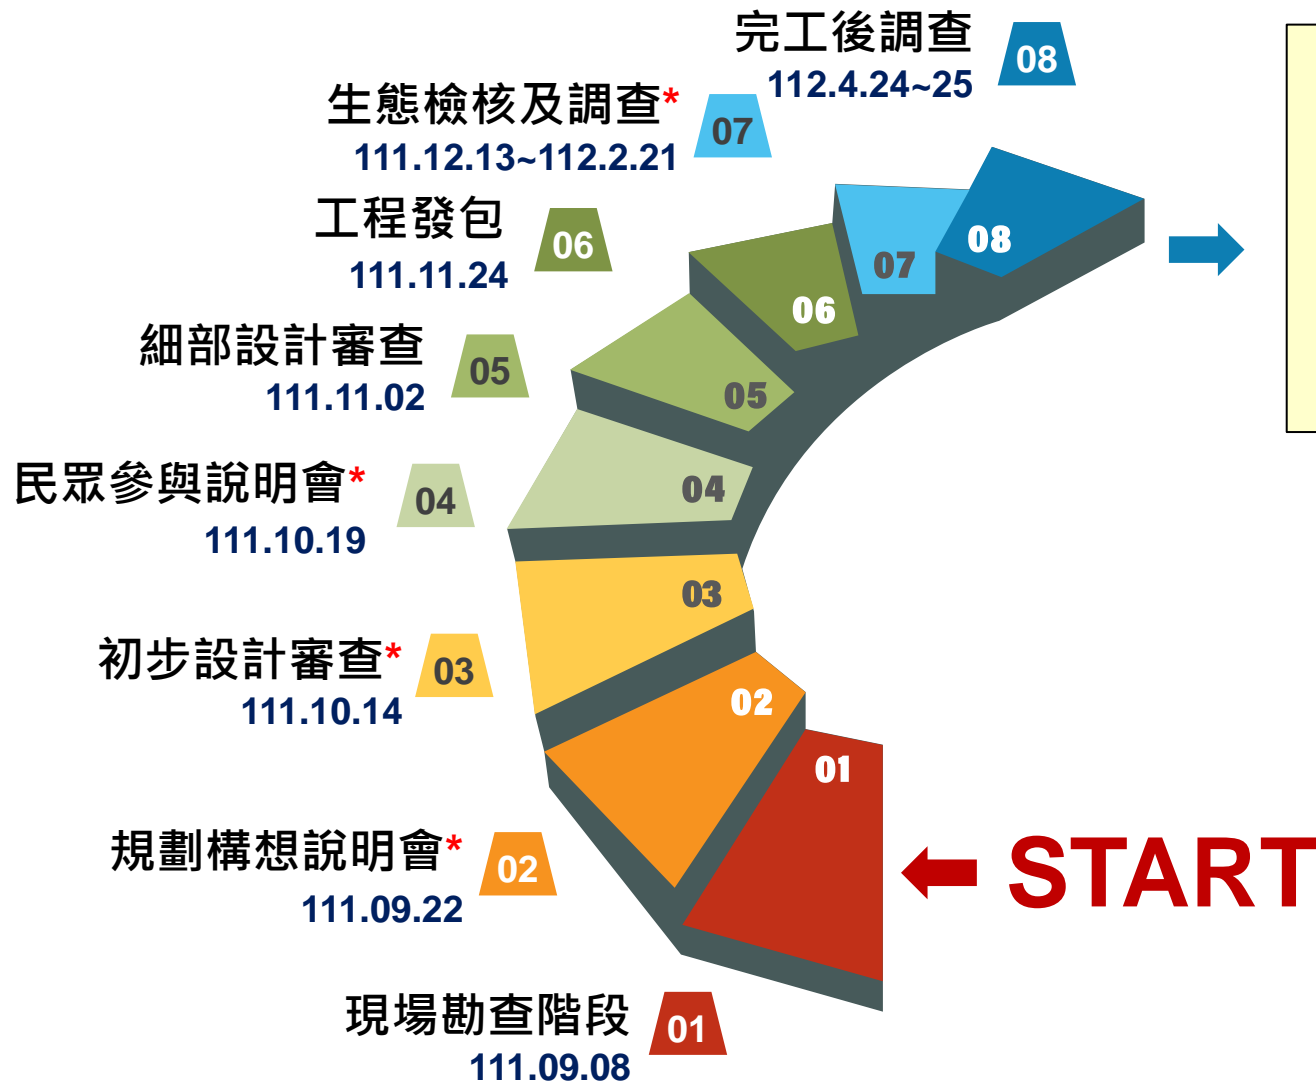 完工後調查
112.4.24~25
08
生態檢核及調查*
111.12.13~112.2.21
07
工程發包
111.11.24
06
細部設計審查
111.11.02
05
民眾參與說明會*
111.10.19
04
初步設計審查*
111.10.14
03
規劃構想說明會*
111.09.22
02
現場勘查階段
111.09.08
01
08
07
06
05
04
03
02
01
START